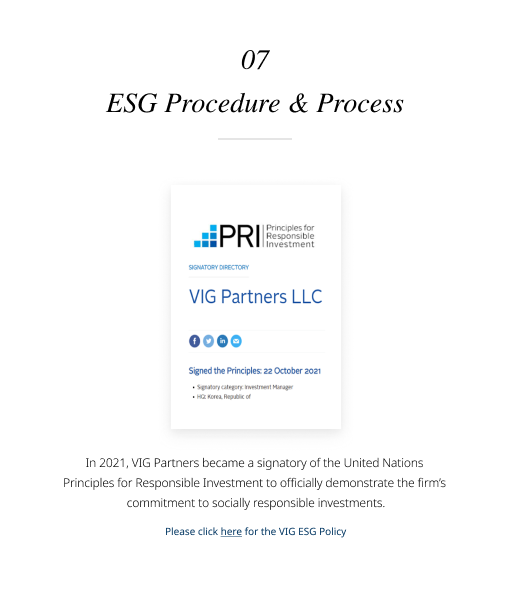 07
ESG Procedure & Process
PRI Principles for
Responsible
Investment
SIGNATORY DIRECTORY
VIG Partners LLC
Signed the Principles: 22 October 2021
• Signatory category: Investment Manager
• HQ: Korea, Republic of
In 2021, VIG Partners became a signatory of the United Nations
Principles for Responsible Investment to officially demonstrate the firm's
commitment to socially responsible investments.
Please click here for the VIG ESG Policy